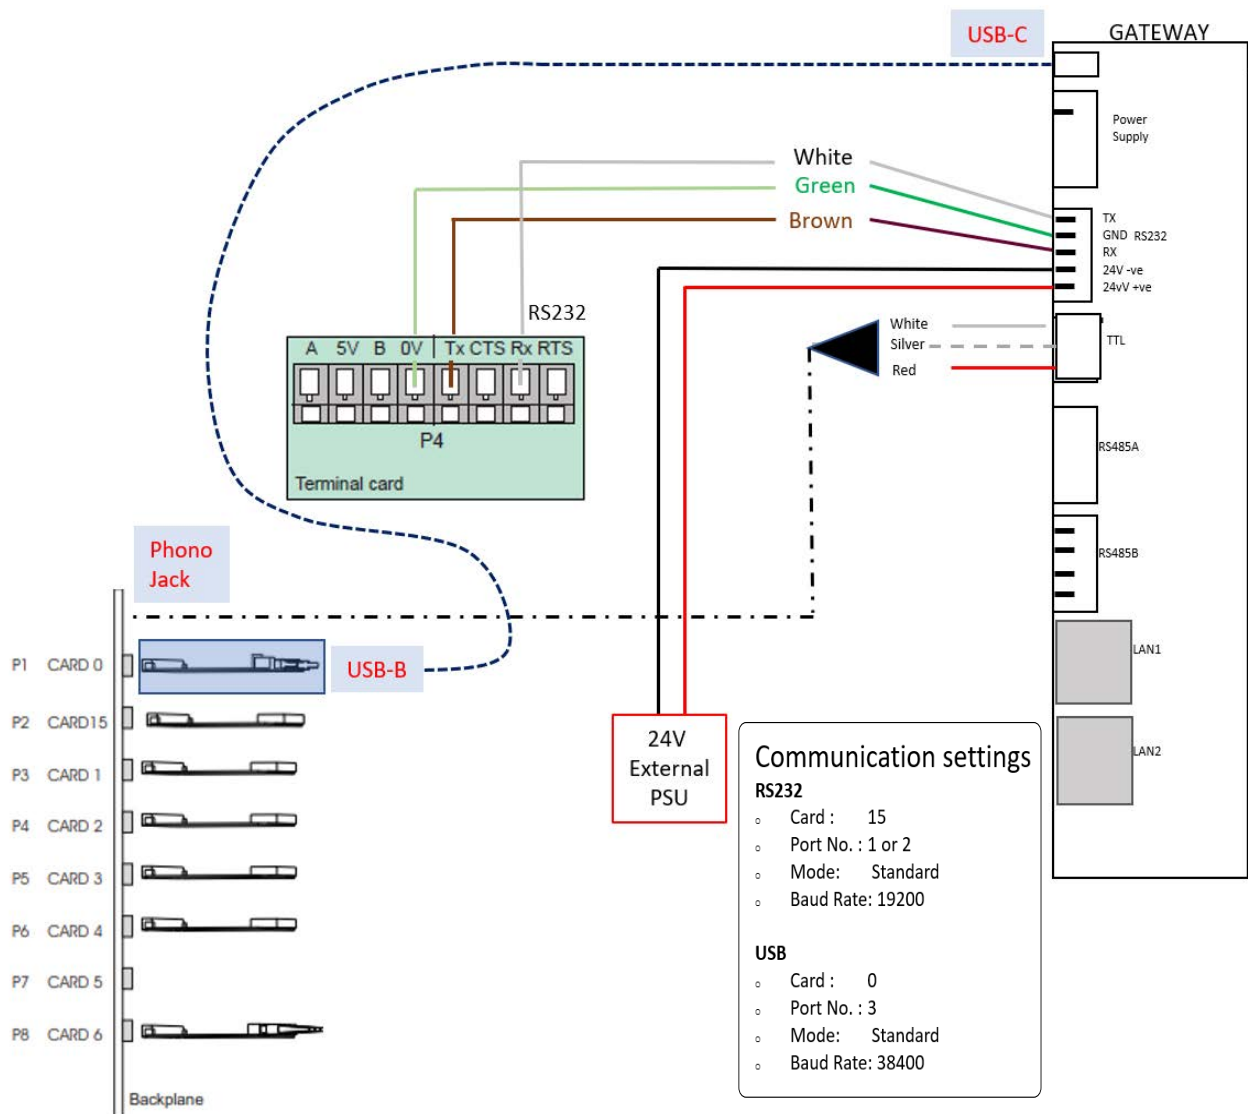 USB-C
GATEWAY
Power
Supply
White
Green
Brown
TX
GND RS232
RX
24V -ve
24vV +ve
RS232
White
Silver
Red
TTL
A 5V B 0V | Tx CTS Rx RTS
P4
Terminal card
RS485A
RS485B
LAN1
LAN2
Phono
Jack
P1 CARD 0
USB-B
P2 CARD15
P3 CARD 1
P4 CARD 2
P5 CARD 3
P6 CARD 4
P7 CARD 5
P8 CARD 6
Backplane
24V
External
PSU
Communication settings
RS232
o Card : 15
o Port No. : 1 or 2
o Mode: Standard
o Baud Rate: 19200
USB
o Card : 0
o Port No. : 3
o Mode: Standard
o Baud Rate: 38400